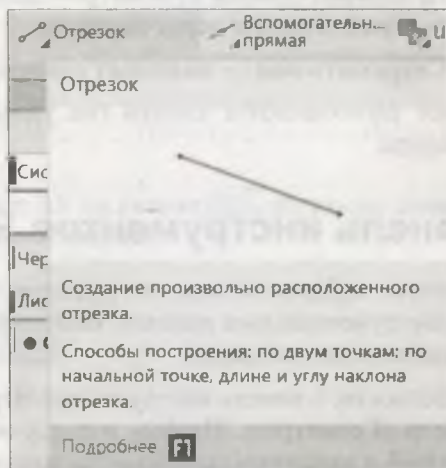 Отрезок
Вспомогательн...
прямая
Отрезок
Сис
Чер
Лис
Создание произвольно расположенного
отрезка.
Способы построения: по двум точкам; по
начальной точке, длине и углу наклона
отрезка.
Подробнее F1